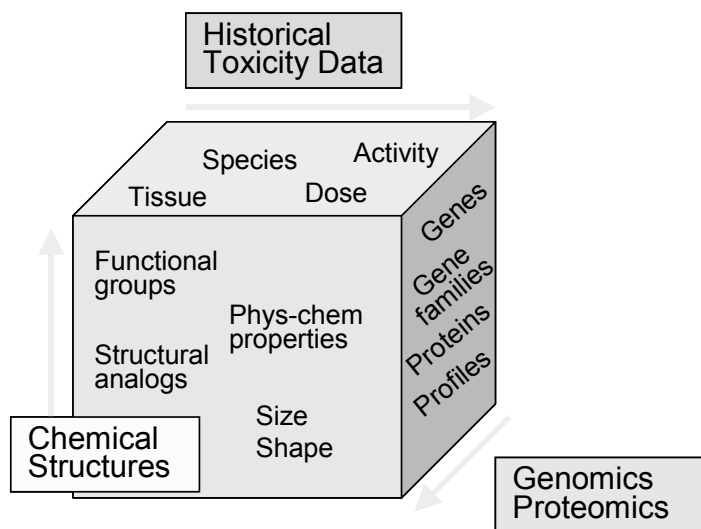 Historical
Toxicity Data
Species
Activity
Tissue
Dose
Genes
Gene
families
Proteins
Profiles
Functional
groups
Phys-chem
properties
Structural
analogs
Size
Shape
Chemical
Structures
Genomics
Proteomics